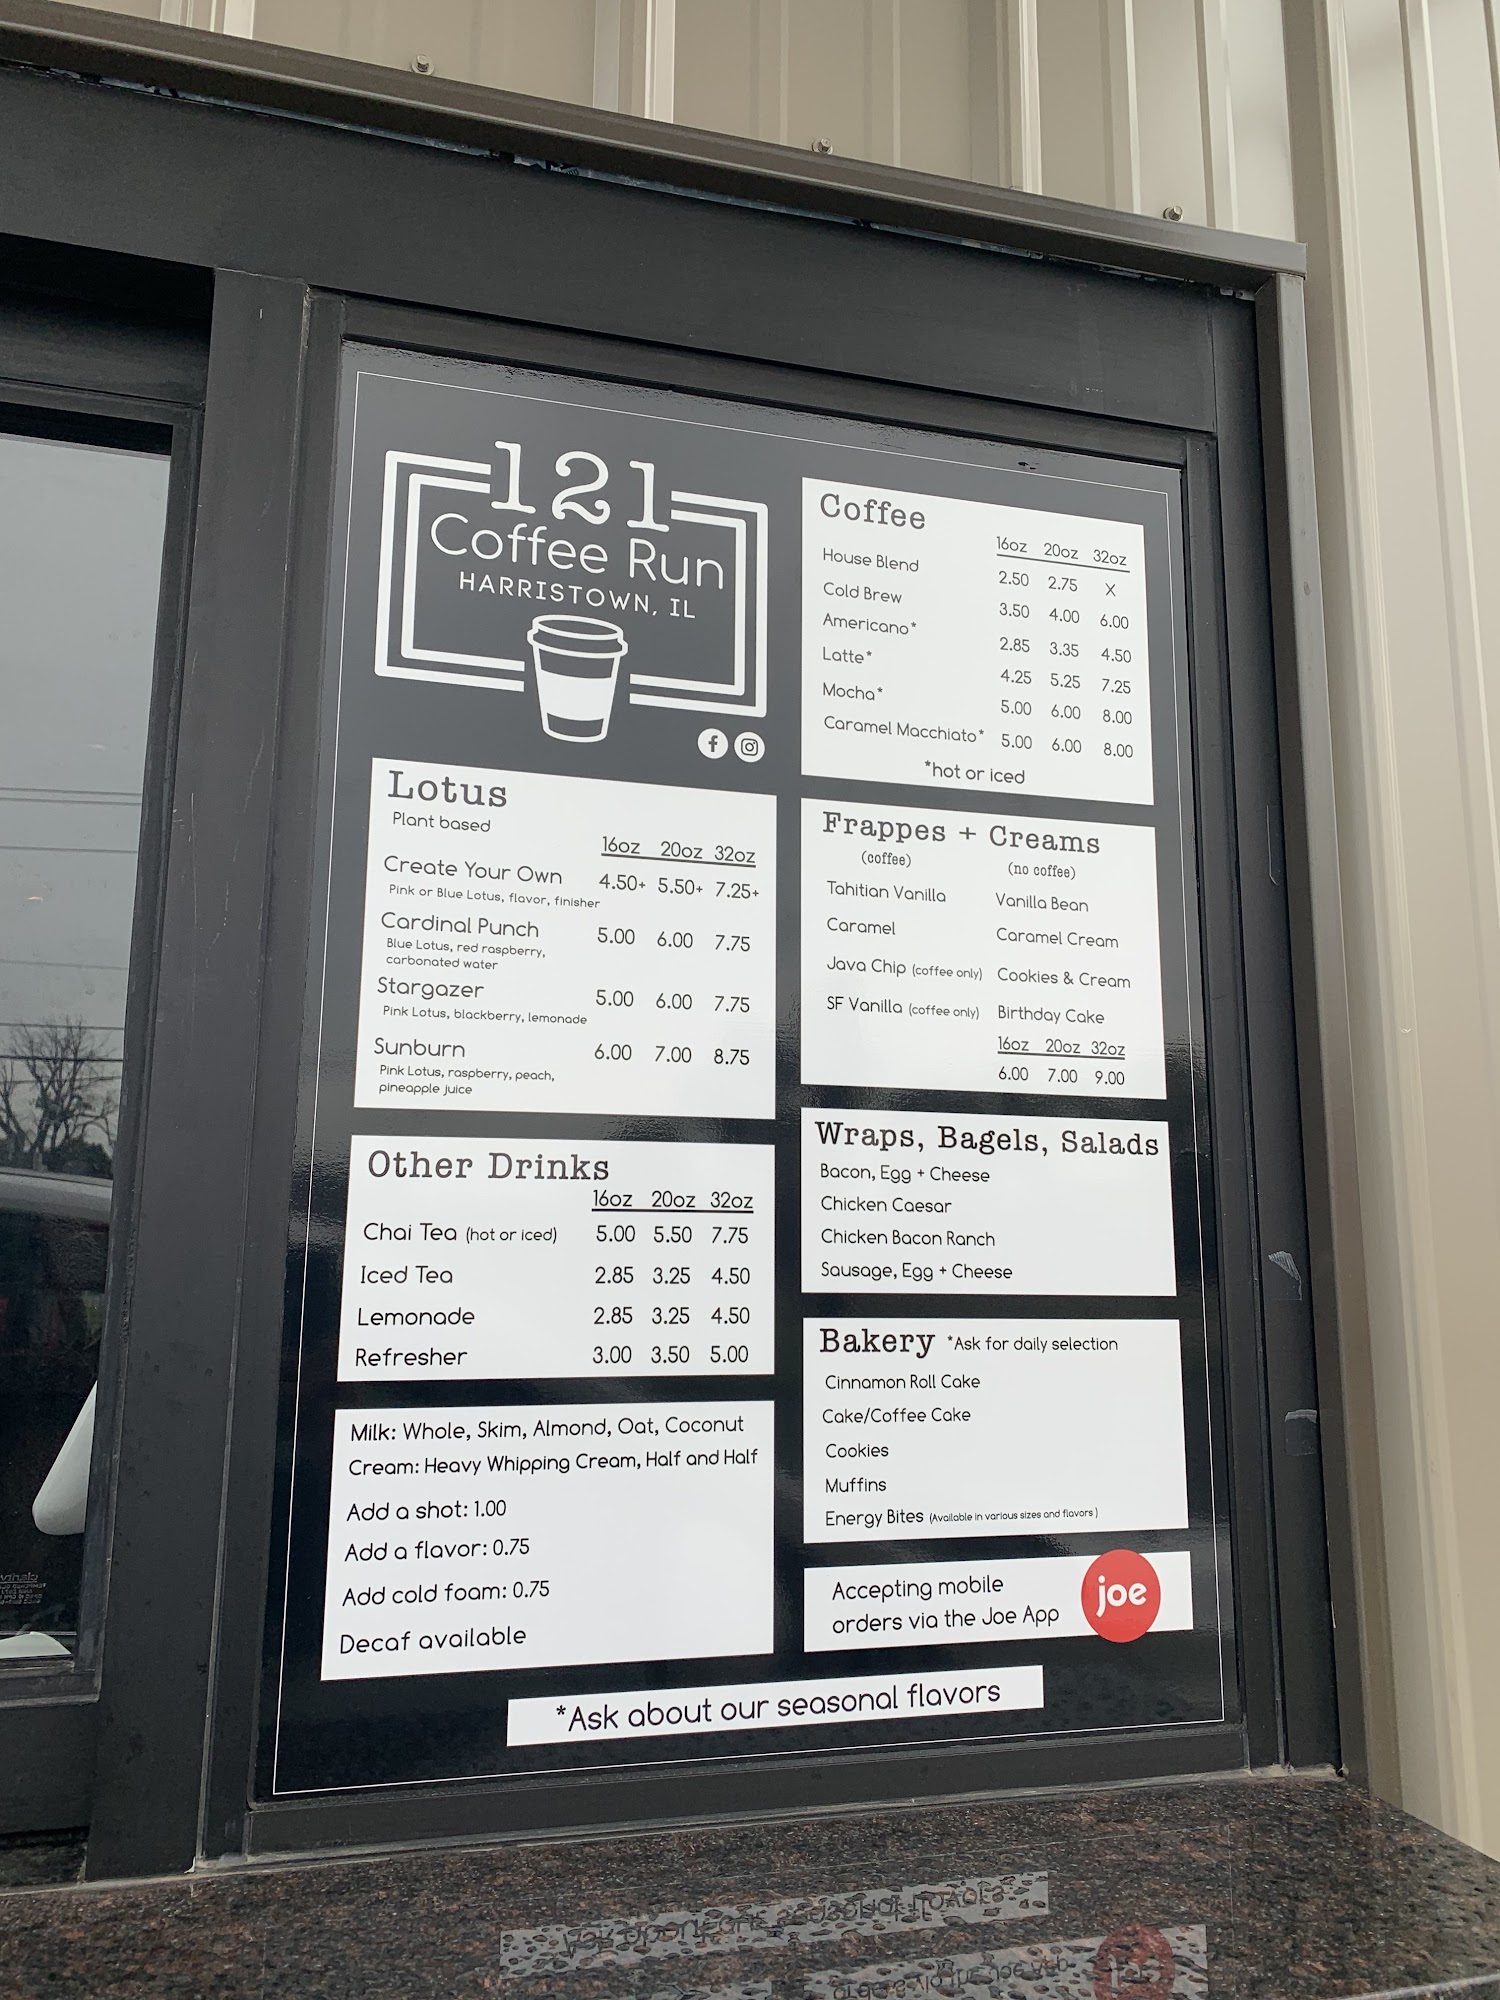 121
Coffee Run
HARRISTOWN, IL
Lotus
Plant based
16oz 20oz 32oz
Create Your Own 4.50+ 5.50+ 7.25+
Pink or Blue Lotus, flavor, finisher
Cardinal Punch 5.00 6.00 7.75
Blue Lotus, red raspberry,
carbonated water
Stargazer 5.00 6.00 7.75
Pink Lotus, blackberry, lemonade
Sunburn 6.00 7.00 8.75
Pink Lotus, raspberry, peach,
pineapple juice
Other Drinks
16oz 20oz 32oz
Chai Tea (hot or iced) 5.00 5.50 7.75
Iced Tea 2.85 3.25 4.50
Lemonade 2.85 3.25 4.50
Refresher 3.00 3.50 5.00
Milk: Whole, Skim, Almond, Oat, Coconut
Cream: Heavy Whipping Cream, Half and Half
Add a shot: 1.00
Add a flavor: 0.75
Add cold foam: 0.75
Decaf available
Coffee
16oz 20oz 32oz
House Blend 2.50 2.75 X
Cold Brew 3.50 4.00 6.00
Americano* 2.85 3.35 4.50
Latte* 4.25 5.25 7.25
Mocha* 5.00 6.00 8.00
Caramel Macchiato* 5.00 6.00 8.00
*hot or iced
Frappes + Creams
(coffee) (no coffee)
Tahitian Vanilla Vanilla Bean
Caramel Caramel Cream
Java Chip (coffee only) Cookies & Cream
SF Vanilla (coffee only) Birthday Cake
16oz 20oz 32oz
6.00 7.00 9.00
Wraps, Bagels, Salads
Bacon, Egg + Cheese
Chicken Caesar
Chicken Bacon Ranch
Sausage, Egg + Cheese
Bakery *Ask for daily selection
Cinnamon Roll Cake
Cake/Coffee Cake
Cookies
Muffins
Energy Bites (Available in various sizes and flavors)
Accepting mobile
orders via the Joe App
joe
*Ask about our seasonal flavors